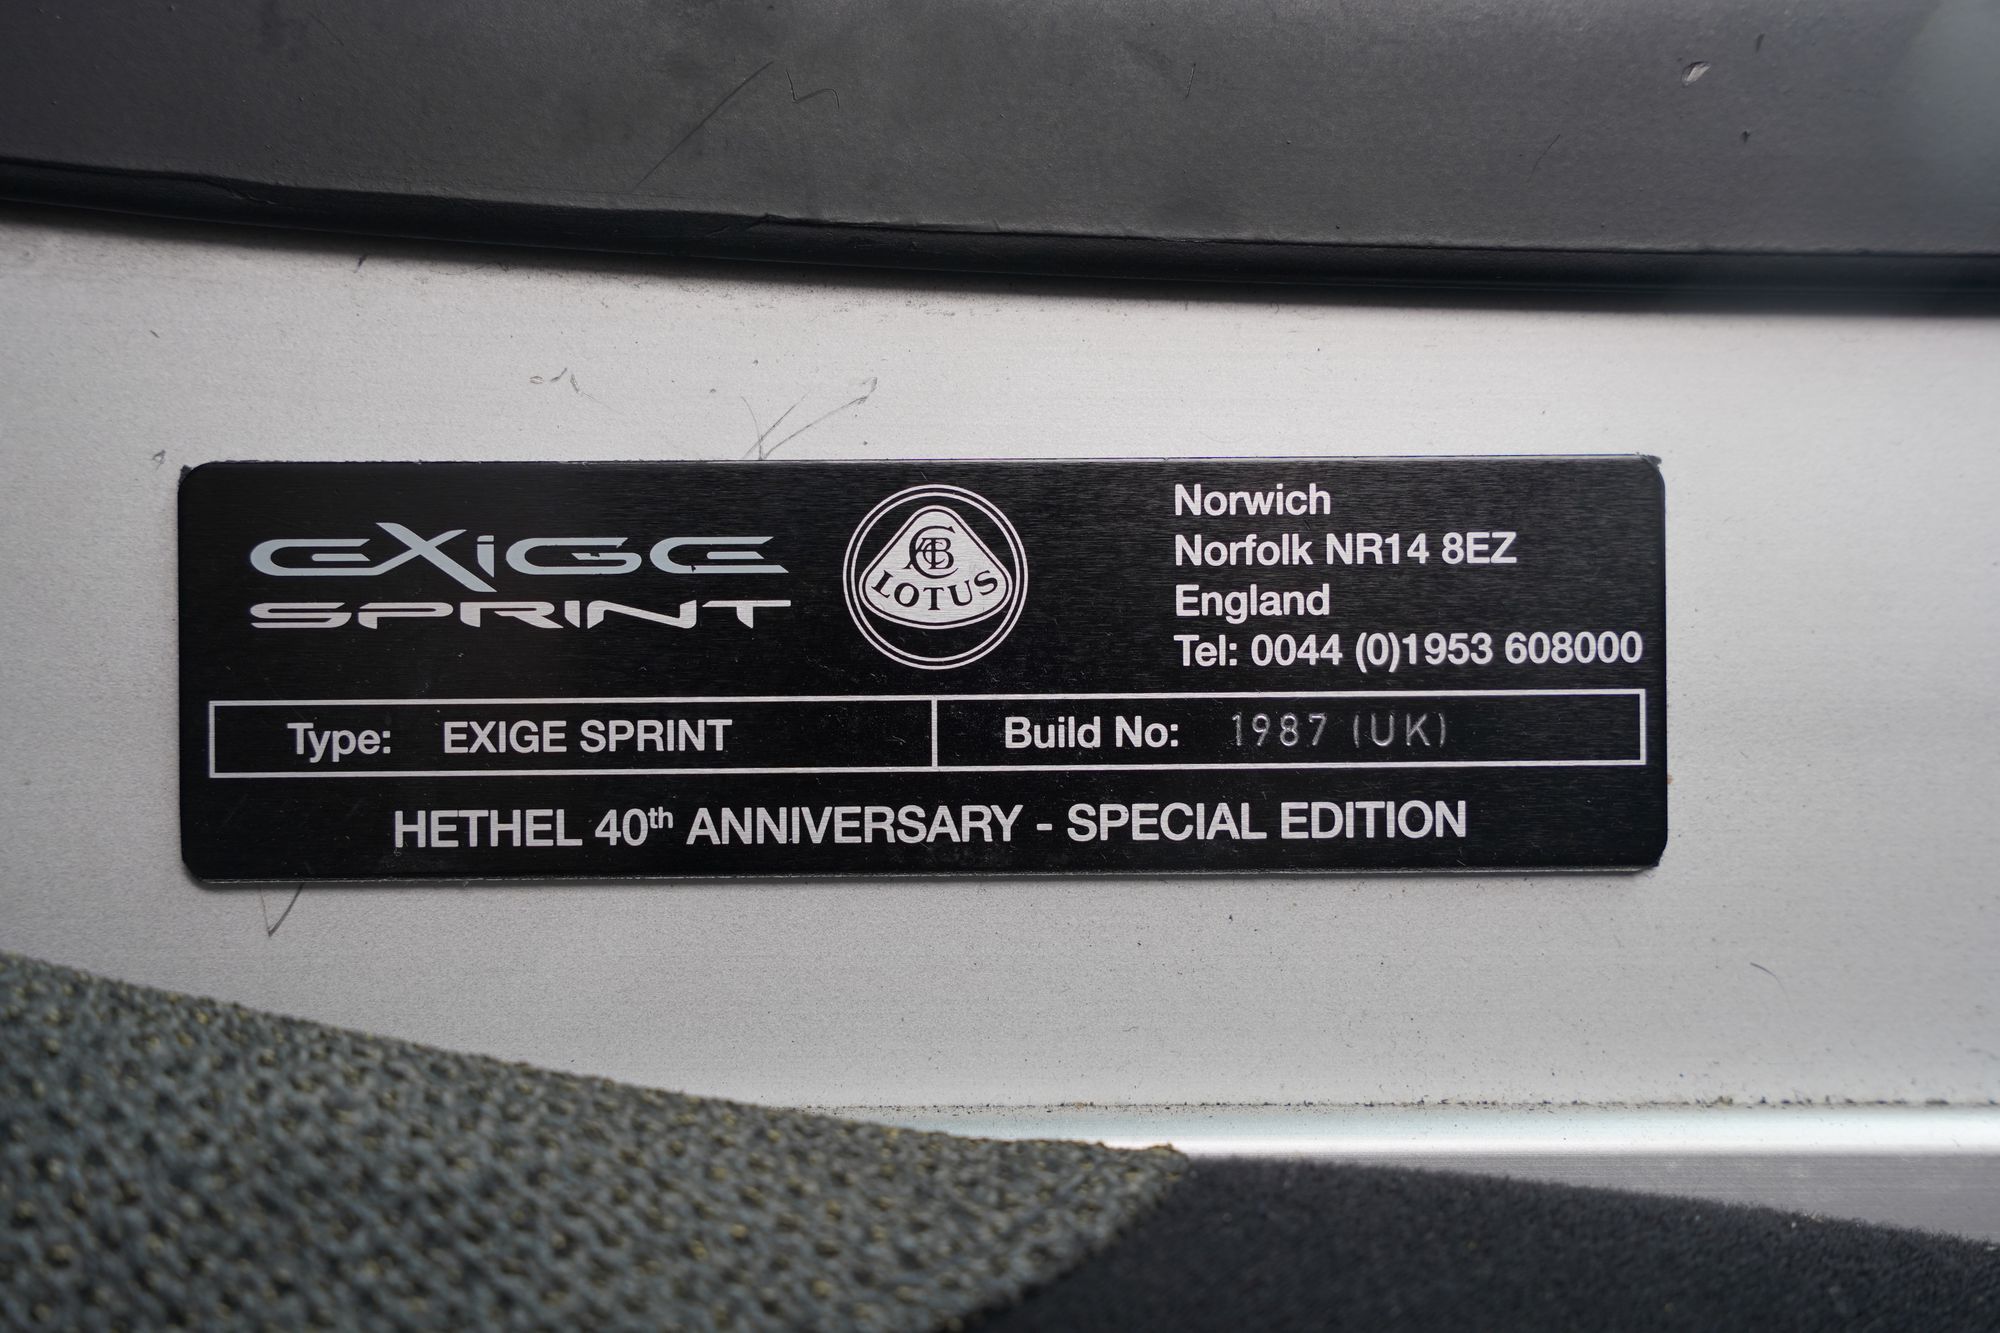 EXIGE
SPRINT
ACBC
LOTUS
Norwich
Norfolk NR14 8EZ
England
Tel: 0044 (0)1953 608000
Type: EXIGE SPRINT
Build No: 1987 (UK)
HETHEL 40th ANNIVERSARY - SPECIAL EDITION